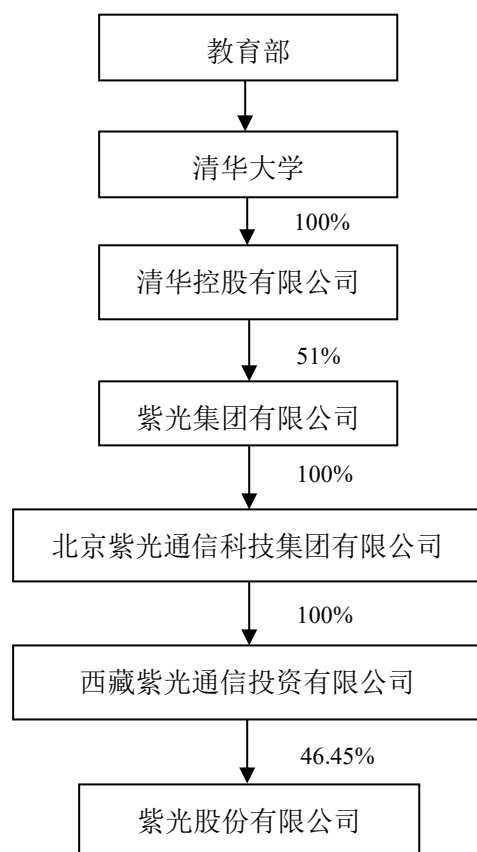 教育部
清华大学
100%
清华控股有限公司
51%
紫光集团有限公司
100%
北京紫光通信科技集团有限公司
100%
西藏紫光通信投资有限公司
46.45%
紫光股份有限公司